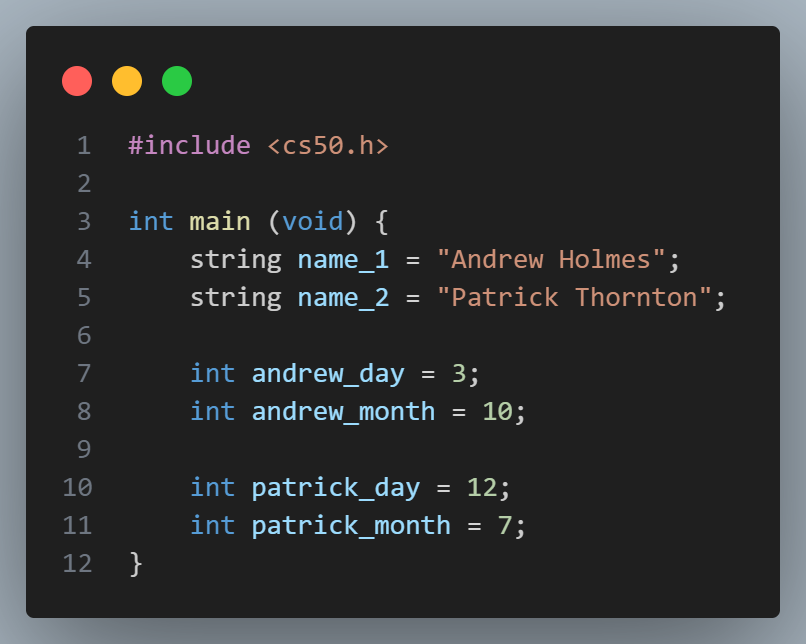 1 #include <cs50.h>
2
3 int main (void) {
4     string name_1 = "Andrew Holmes";
5     string name_2 = "Patrick Thornton";
6
7     int andrew_day = 3;
8     int andrew_month = 10;
9
10     int patrick_day = 12;
11     int patrick_month = 7;
12 }